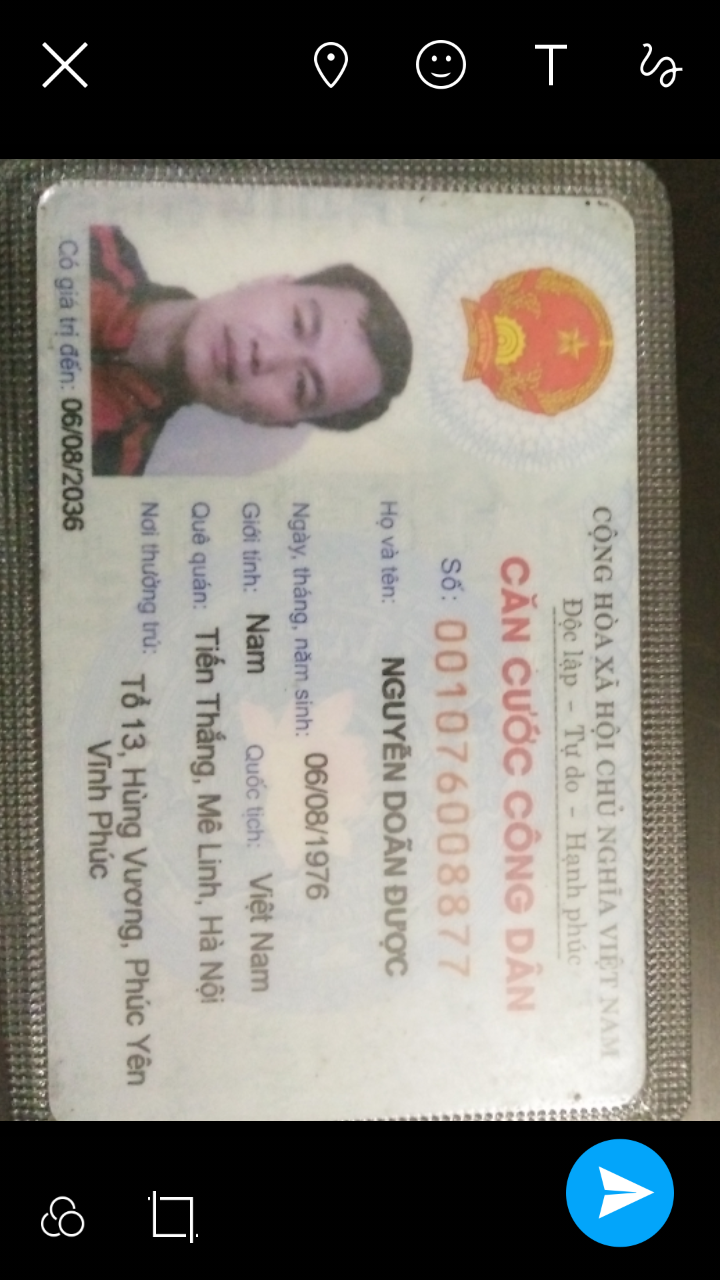 T
CỘNG HÒA XÃ HỘI CHỦ NGHĨA VIỆT NAM
Độc lập - Tự do - Hạnh phúc
CĂN CƯỚC CÔNG DÂN
Số: 001076008877
Họ và tên: NGUYỄN DOÃN ĐƯỢC
Ngày, tháng, năm sinh: 06/08/1976
Giới tính: Nam Quốc tịch: Việt Nam
Quê quán: Tiến Thắng, Mê Linh, Hà Nội
Nơi thường trú: Tổ 13, Hùng Vương, Phúc Yên
Vĩnh Phúc
Có giá trị đến: 06/08/2036